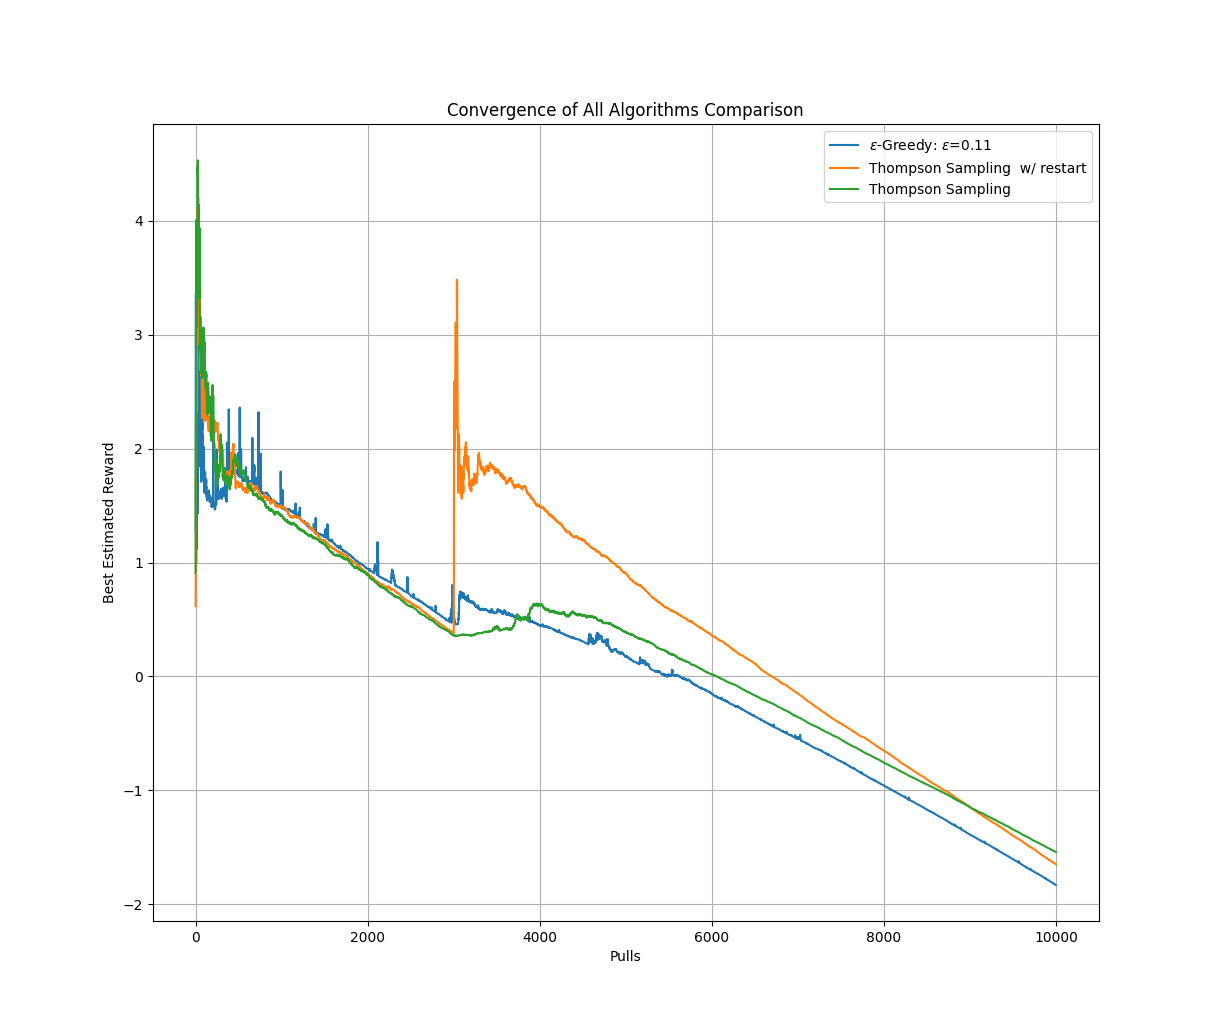 Convergence of All Algorithms Comparison
ε-Greedy: ε=0.11
Thompson Sampling  w/ restart
Thompson Sampling
Best Estimated Reward
4
3
2
1
0
−1
−2
0 2000 4000 6000 8000 10000
Pulls